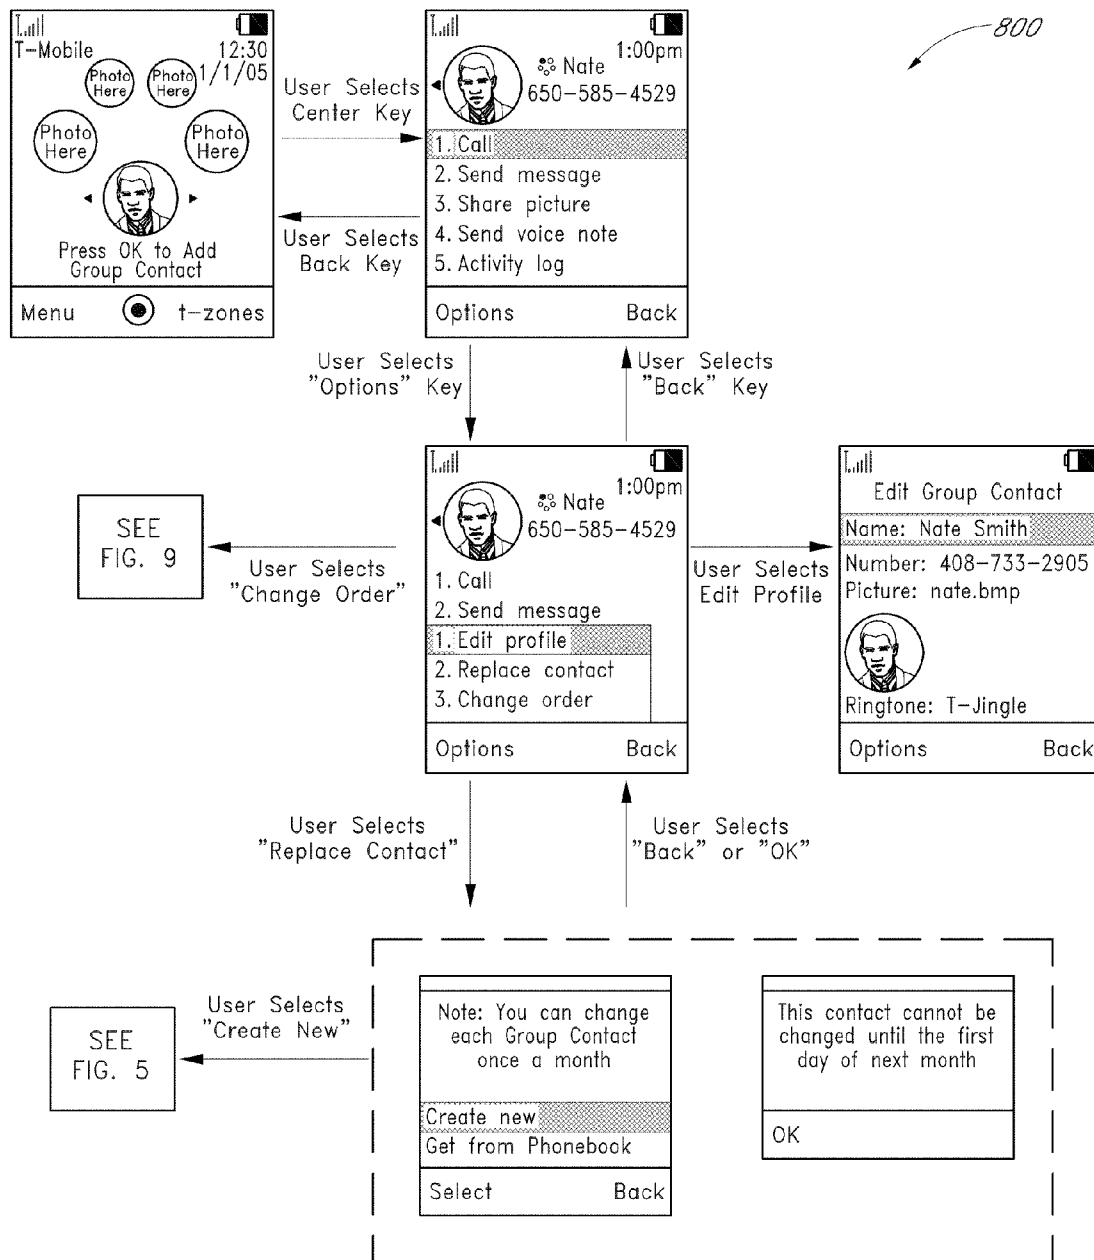 800
T-Mobile
12:30
1/1/05
Photo
Here
Photo
Here
Photo
Here
Photo
Here
Press OK to Add
Group Contact
Menu
t-zones
User Selects
Center Key
User Selects
Back Key
1:00pm
Nate
650-585-4529
1. Call
2. Send message
3. Share picture
4. Send voice note
5. Activity log
Options
Back
User Selects
"Options" Key
User Selects
"Back" Key
SEE
FIG. 9
User Selects
"Change Order"
1:00pm
Nate
650-585-4529
1. Call
2. Send message
1. Edit profile
2. Replace contact
3. Change order
Options
Back
User Selects
Edit Profile
Edit Group Contact
Name: Nate Smith
Number: 408-733-2905
Picture: nate.bmp
Ringtone: T-Jingle
Options
Back
User Selects
"Replace Contact"
User Selects
"Back" or "OK"
SEE
FIG. 5
User Selects
"Create New"
Note: You can change
each Group Contact
once a month
Create new
Get from Phonebook
Select
Back
This contact cannot be
changed until the first
day of next month
OK